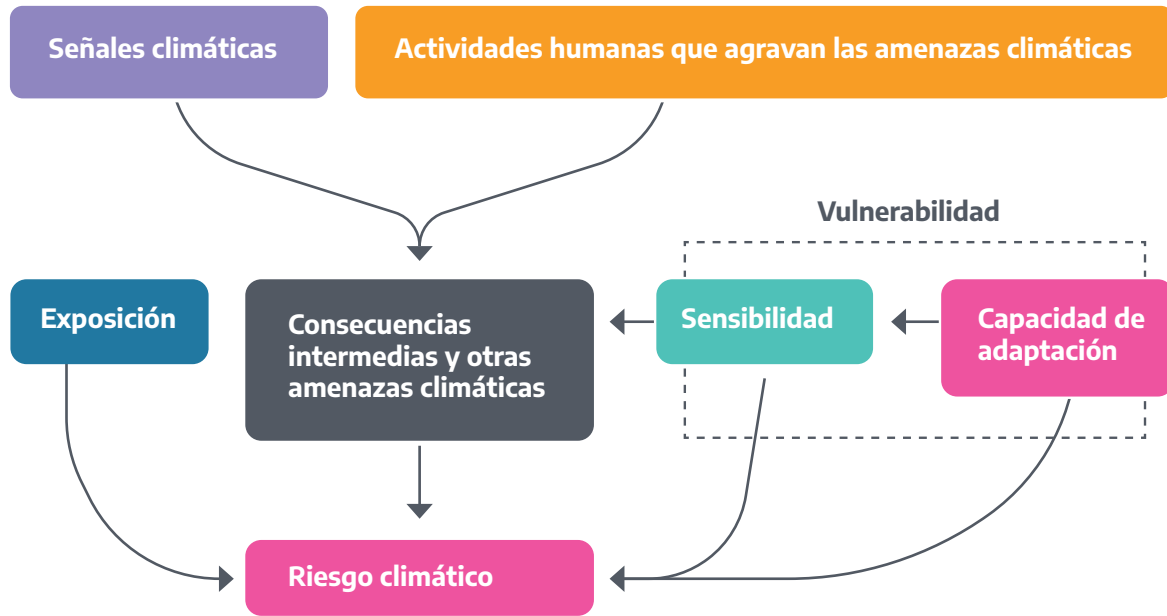 Señales climáticas
Actividades humanas que agravan las amenazas climáticas
Vulnerabilidad
Exposición
Consecuencias
intermedias y otras
amenazas climáticas
Sensibilidad
Capacidad de
adaptación
Riesgo climático